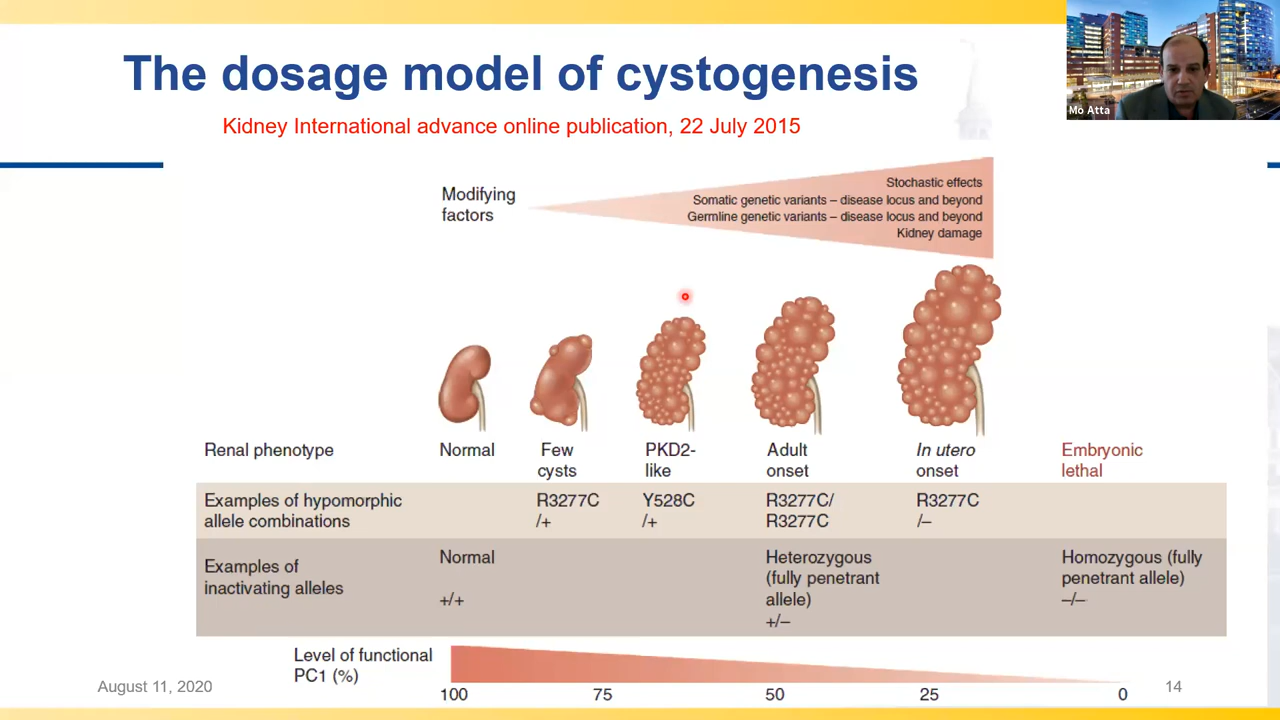 The dosage model of cystogenesis
Mo Atta
Kidney International advance online publication, 22 July 2015
Modifying
factors
Stochastic effects
Somatic genetic variants – disease locus and beyond
Germline genetic variants – disease locus and beyond
Kidney damage
Renal phenotype
Normal
Few
cysts
PKD2-
like
Adult
onset
In utero
onset
Embryonic
lethal
Examples of hypomorphic
allele combinations
R3277C
/+
Y528C
/+
R3277C/
R3277C
R3277C
/–
Examples of
inactivating alleles
Normal
+/+
Heterozygous
(fully penetrant
allele)
+/–
Homozygous (fully
penetrant allele)
–/–
Level of functional
PC1 (%)
100
75
50
25
0
August 11, 2020
14